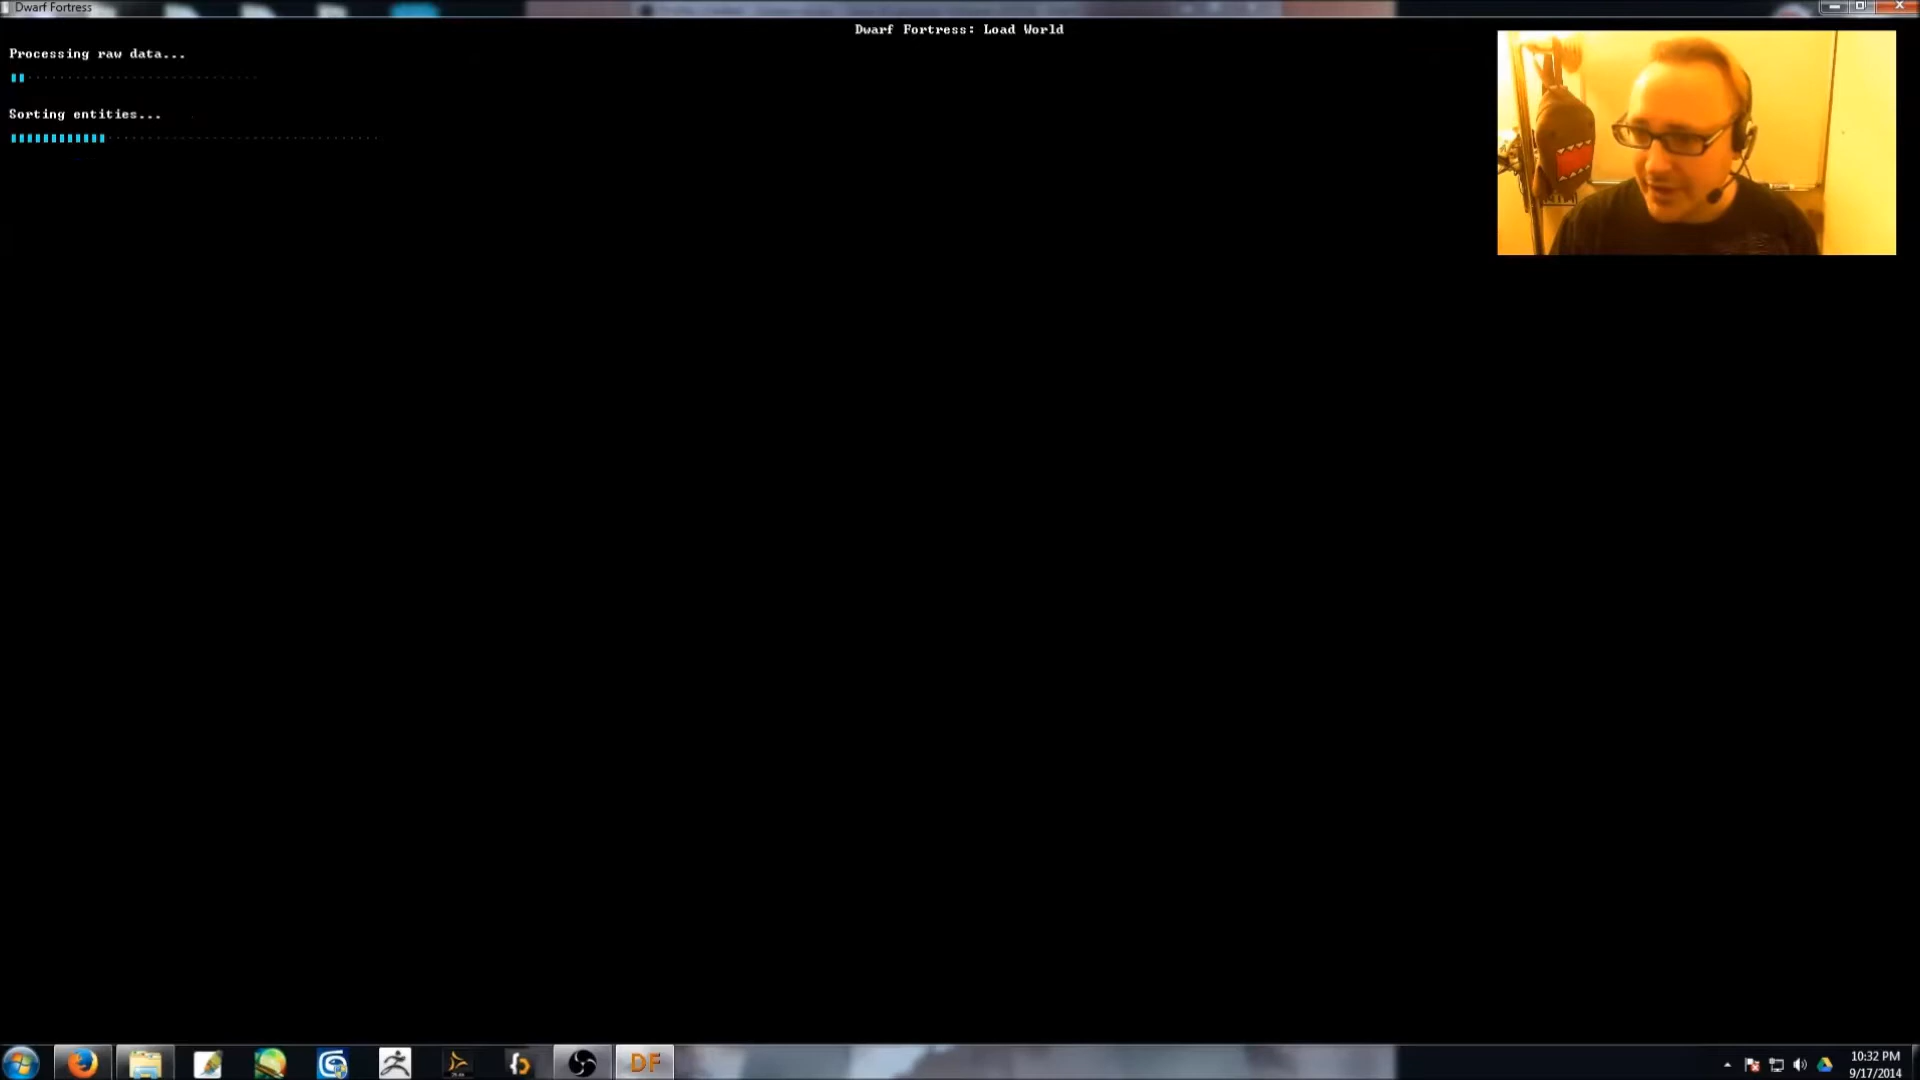 Dwarf Fortress
Dwarf Fortress: Load World
Processing raw data...
Sorting entities...
DF
10:32 PM
9/17/2014